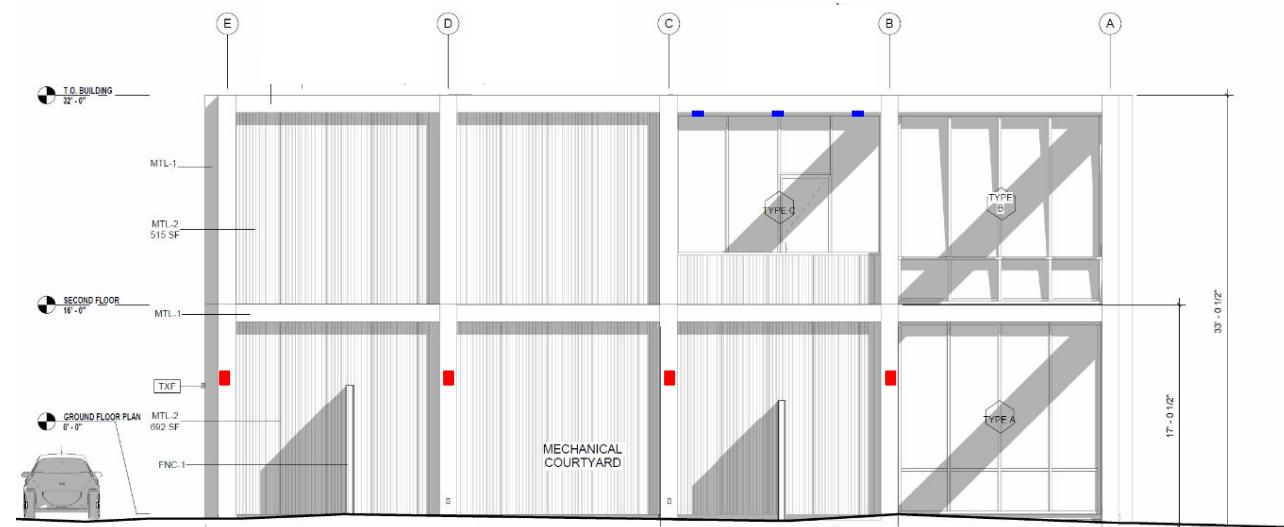 E
D
C
B
A
T.O. BUILDING
32' - 0"
MTL-1
MTL-2
515 SF
TYPE C
TYPE
B
SECOND FLOOR
16' - 0"
MTL-1
33' - 0 1/2"
TXF
GROUND FLOOR PLAN
0' - 0"
MTL-2
692 SF
TYPE A
17' - 0 1/2"
FNC-1
MECHANICAL
COURTYARD